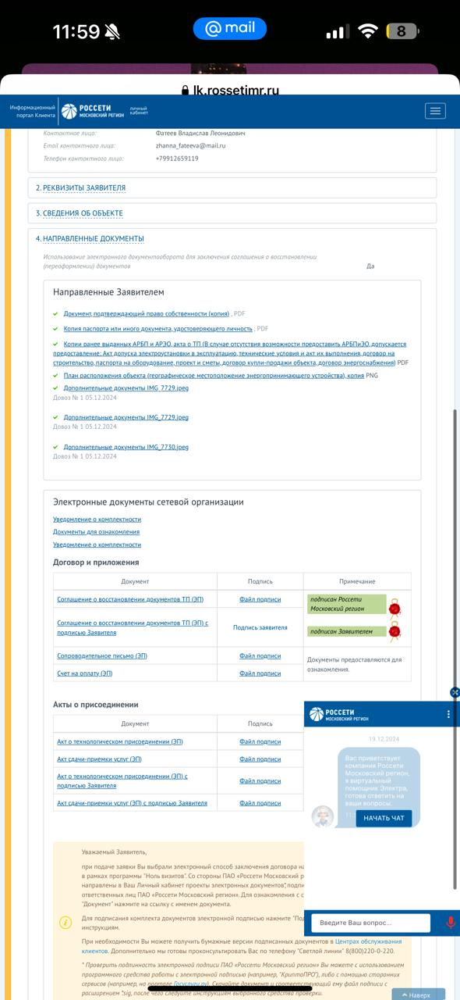 11:59
@mail
8
lk.rossetimr.ru
Информационный
портал Клиента
РОССЕТИ
МОСКОВСКИЙ РЕГИОН
личный
кабинет
Контактное лицо: Фатеев Владислав Леонидович
Email контактного лица: zhanna_fateeva@mail.ru
Телефон контактного лица: +79912659119
2. РЕКВИЗИТЫ ЗАЯВИТЕЛЯ
3. СВЕДЕНИЯ ОБ ОБЪЕКТЕ
4. НАПРАВЛЕННЫЕ ДОКУМЕНТЫ
Использование электронного документооборота для заключения соглашения о восстановлении
(переоформлении) документов Да
Направленные Заявителем
Документ, подтверждающий право собственности (копия) , PDF
Копия паспорта или иного документа, удостоверяющего личность , PDF
Копии ранее выданных АРБП и АРЭО, акта о ТП (В случае отсутствия возможности предоставить АРБПиЭО, допускается
предоставление: Акт допуска электроустановки в эксплуатацию, технические условия и акт их выполнения, договор на
строительство, паспорта на оборудование, проект и сметы, договор купли-продажи объекта, договор энергоснабжения) PDF
План расположения объекта (географическое местоположение энергопринимающего устройства), копия PNG
Дополнительные документы IMG_7729.jpeg
Довоз № 1 05.12.2024
Дополнительные документы IMG_7729.jpeg
Довоз № 1 05.12.2024
Дополнительные документы IMG_7730.jpeg
Довоз № 1 05.12.2024
Электронные документы сетевой организации
Уведомление о комплектности
Документы для ознакомления
Уведомление о комплектности
Договор и приложения
Документ Подпись Примечание
Соглашение о восстановлении документов ТП (ЭП) Файл подписи
подписан Россети
Московский регион
Соглашение о восстановлении документов ТП (ЭП) с
подписью Заявителя
Подпись заявителя
подписан Заявителем
Сопроводительное письмо (ЭП) Файл подписи
Документы предоставляются для
ознакомления.
Счет на оплату (ЭП) Файл подписи
Акты о присоединении
Документ Подпись
Акт о технологическом присоединении (ЭП) Файл подписи
Акт сдачи-приемки услуг (ЭП) Файл подписи
Акт о технологическом присоединении (ЭП) с
подписью Заявителя
Файл подписи
Акт сдачи-приемки услуг (ЭП) с подписью Заявителя Файл подписи
РОССЕТИ
МОСКОВСКИЙ РЕГИОН
19.12.2024
Вас приветствует
компания Россети
Московский регион,
я виртуальный
помощник Электра,
готова ответить на
ваши вопросы.
НАЧАТЬ ЧАТ
Введите Ваш вопрос...
Уважаемый Заявитель,
при подаче заявки Вы выбрали электронный способ заключения договора на
в рамках программы "Ноль визитов". Со стороны ПАО «Россети Московский р
направлены в Ваш Личный кабинет проекты электронных документов*, подпи
ответственных лиц ПАО «Россети Московский регион». Для ознакомления с с
"Документ" нажмите на ссылку с именем документа.
Для подписания комплекта документов электронной подписью нажмите "Под
инструкциям.
При необходимости Вы можете получить бумажные версии подписанных документов в Центрах обслуживания
клиентов. Дополнительно мы готовы проконсультировать Вас по телефону "Светлой линии" 8(800)220-0-220.
* Проверить подлинность электронной подписи ПАО «Россети Московский регион» Вы можете с использованием
программного средства работы с электронной подписью (например, "КриптоПРО"), либо с помощью сторонних
сервисов (например, на портале Госуслуги.ру). Скачайте документ и соответствующий ему файл подписи с
расширением *.sig, после чего следуйте инструкциям выбранного средства проверки.
Наверх